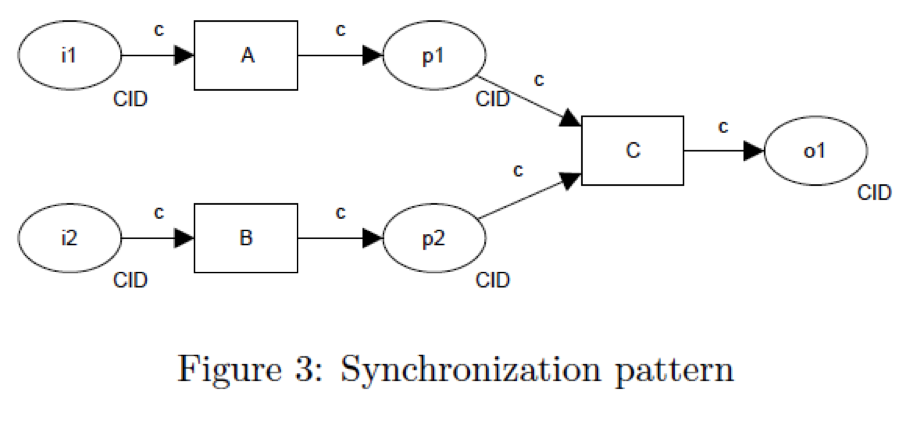 i1 c A c p1
CID CID c
C c o1
c CID
i2 c B c p2
CID CID
Figure 3: Synchronization pattern